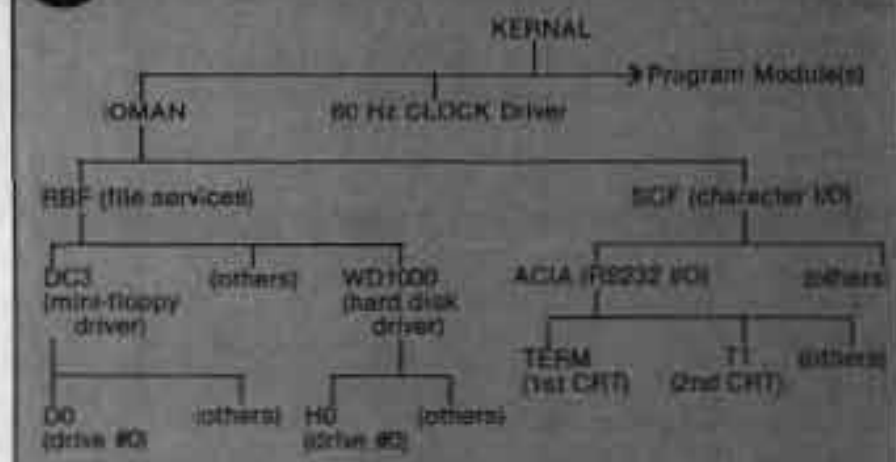 KERNAL
Program Module(s)
IOMAN
60 Hz CLOCK Driver
RBF (file services)
SCF (character I/O)
DC3
(mini-floppy
driver)
(others)
WD1000
(hard disk
driver)
ACIA (RS232 I/O)
(others
TERM
(1st CRT)
T1
(2nd CRT)
(others)
D0
(drive #0)
(others)
H0
(drive #0)
(others)